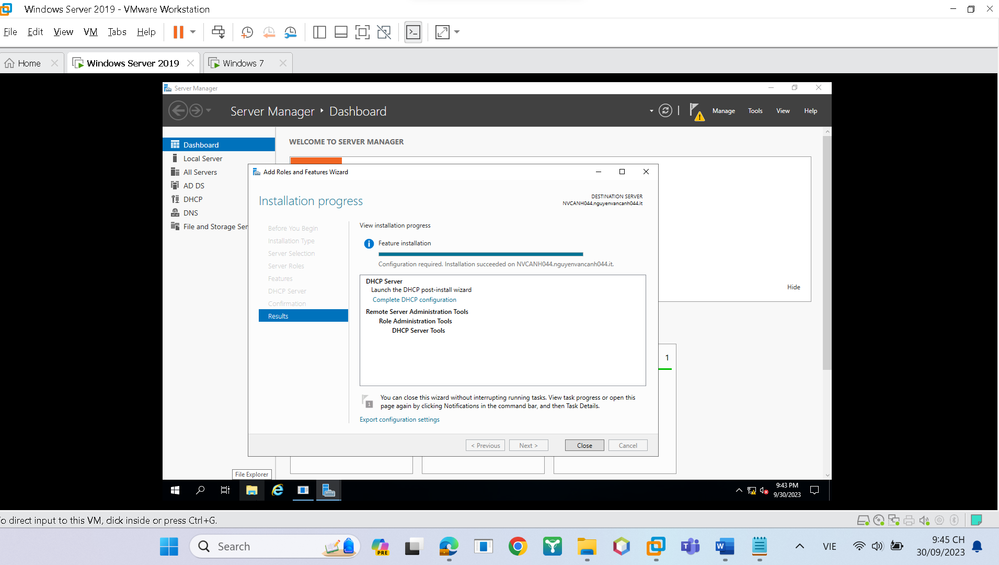 Windows Server 2019 - VMware Workstation
File Edit View VM Tabs Help
Home
Windows Server 2019
Windows 7
Server Manager
Server Manager
Dashboard
Manage
Tools
View
Help
Dashboard
Local Server
All Servers
AD DS
DHCP
DNS
File and Storage Ser
WELCOME TO SERVER MANAGER
Hide
1
Add Roles and Features Wizard
Installation progress
DESTINATION SERVER
NVCANH044.nguyenvancanh044.it
Before You Begin
Installation Type
Server Selection
Server Roles
Features
DHCP Server
Confirmation
Results
View installation progress
Feature installation
Configuration required. Installation succeeded on NVCANH044.nguyenvancanh044.it.
DHCP Server
Launch the DHCP post-install wizard
Complete DHCP configuration
Remote Server Administration Tools
Role Administration Tools
DHCP Server Tools
1
You can close this wizard without interrupting running tasks. View task progress or open this
page again by clicking Notifications in the command bar, and then Task Details.
Export configuration settings
< Previous
Next >
Close
Cancel
File Explorer
9:43 PM
9/30/2023
o direct input to this VM, click inside or press Ctrl+G.
Search
PRE
VIE
9:45 CH
30/09/2023